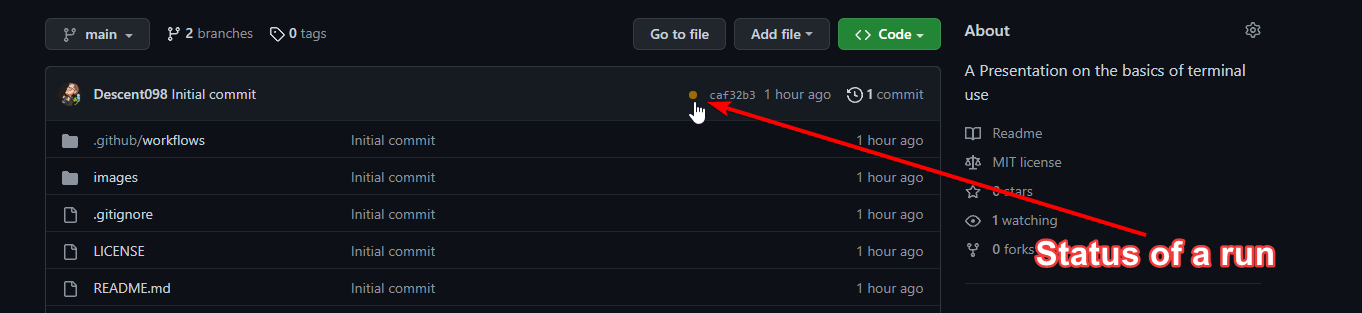 main 2 branches 0 tags Go to file Add file Code
Descent098 Initial commit caf32b3 1 hour ago 1 commit
.github/workflows Initial commit 1 hour ago
images Initial commit 1 hour ago
.gitignore Initial commit 1 hour ago
LICENSE Initial commit 1 hour ago
README.md Initial commit 1 hour ago
About
A Presentation on the basics of terminal
use
Readme
MIT license
0 stars
1 watching
0 forks
Status of a run